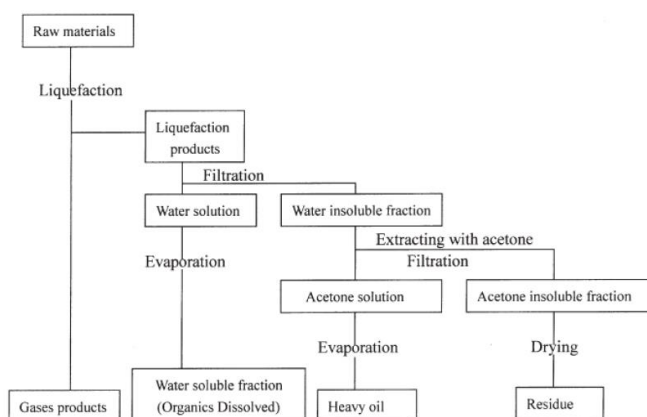 Raw materials
Liquefaction
Liquefaction
products
Filtration
Water solution
Water insoluble fraction
Extracting with acetone
Filtration
Evaporation
Acetone solution
Acetone insoluble fraction
Evaporation
Drying
Gases products
Water soluble fraction
(Organics Dissolved)
Heavy oil
Residue